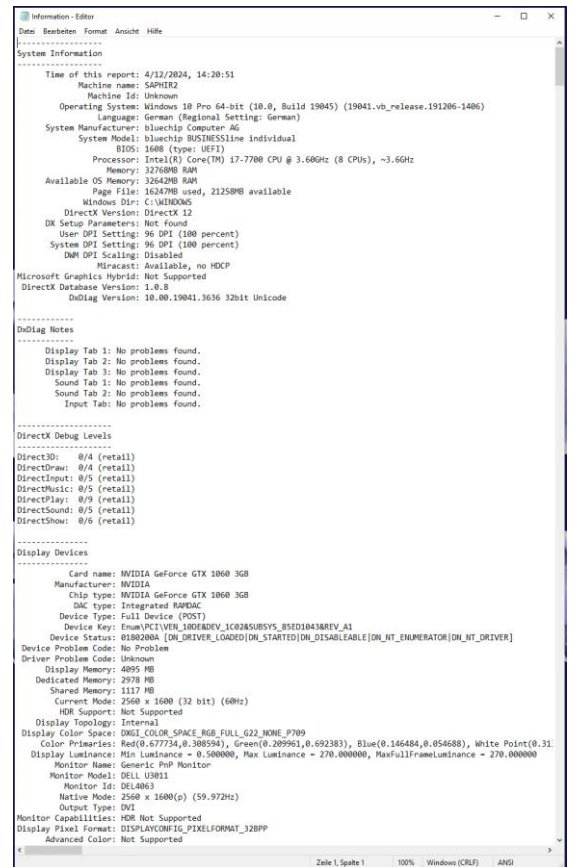 Information - Editor
Datei Bearbeiten Format Ansicht Hilfe
------------------
System Information
------------------
Time of this report: 4/12/2024, 14:20:51
Machine name: SAPHIR2
Machine Id: Unknown
Operating System: Windows 10 Pro 64-bit (10.0, Build 19045) (19041.vb_release.191206-1406)
Language: German (Regional Setting: German)
System Manufacturer: bluechip Computer AG
System Model: bluechip BUSINESSline individual
BIOS: 1608 (type: UEFI)
Processor: Intel(R) Core(TM) i7-7700 CPU @ 3.60GHz (8 CPUs), ~3.6GHz
Memory: 32768MB RAM
Available OS Memory: 32642MB RAM
Page File: 16247MB used, 21258MB available
Windows Dir: C:\WINDOWS
DirectX Version: DirectX 12
DX Setup Parameters: Not found
User DPI Setting: 96 DPI (100 percent)
System DPI Setting: 96 DPI (100 percent)
DWM DPI Scaling: Disabled
Miracast: Available, no HDCP
Microsoft Graphics Hybrid: Not Supported
DirectX Database Version: 1.0.8
DxDiag Version: 10.00.19041.3636 32bit Unicode
------------
DxDiag Notes
------------
Display Tab 1: No problems found.
Display Tab 2: No problems found.
Display Tab 3: No problems found.
Sound Tab 1: No problems found.
Sound Tab 2: No problems found.
Input Tab: No problems found.
--------------------
DirectX Debug Levels
--------------------
Direct3D: 0/4 (retail)
DirectDraw: 0/4 (retail)
DirectInput: 0/5 (retail)
DirectMusic: 0/5 (retail)
DirectPlay: 0/9 (retail)
DirectSound: 0/5 (retail)
DirectShow: 0/6 (retail)
---------------
Display Devices
---------------
Card name: NVIDIA GeForce GTX 1060 3GB
Manufacturer: NVIDIA
Chip type: NVIDIA GeForce GTX 1060 3GB
DAC type: Integrated RAMDAC
Device Type: Full Device (POST)
Device Key: Enum\PCI\VEN_10DE&DEV_1C02&SUBSYS_85ED1043&REV_A1
Device Status: 0180200A [DN_DRIVER_LOADED|DN_STARTED|DN_DISABLEABLE|DN_NT_ENUMERATOR|DN_NT_DRIVER]
Device Problem Code: No Problem
Driver Problem Code: Unknown
Display Memory: 4095 MB
Dedicated Memory: 2978 MB
Shared Memory: 1117 MB
Current Mode: 2560 x 1600 (32 bit) (60Hz)
HDR Support: Not Supported
Display Topology: Internal
Display Color Space: DXGI_COLOR_SPACE_RGB_FULL_G22_NONE_P709
Color Primaries: Red(0.677734,0.308594), Green(0.209961,0.692383), Blue(0.146484,0.054688), White Point(0.31
Display Luminance: Min Luminance = 0.500000, Max Luminance = 270.000000, MaxFullFrameLuminance = 270.000000
Monitor Name: Generic PnP Monitor
Monitor Model: DELL U3011
Monitor Id: DEL4063
Native Mode: 2560 x 1600(p) (59.972Hz)
Output Type: DVI
Monitor Capabilities: HDR Not Supported
Display Pixel Format: DISPLAYCONFIG_PIXELFORMAT_32BPP
Advanced Color: Not Supported
Zeile 1, Spalte 1 100% Windows (CRLF) ANSI